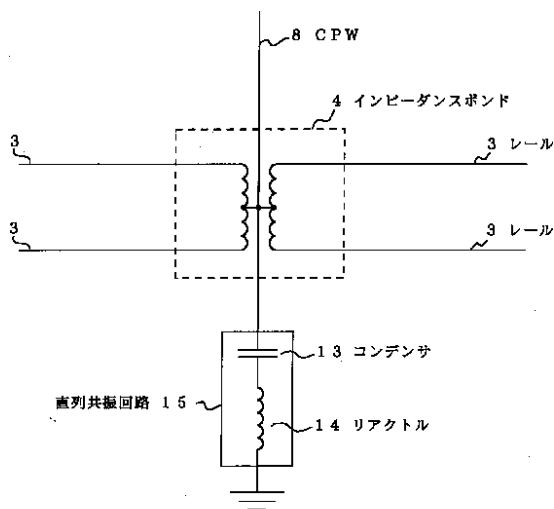 8 CPW
4 インピーダンスボンド
3
3 レール
3
3 レール
13 コンデンサ
直列共振回路 15
14 リアクトル